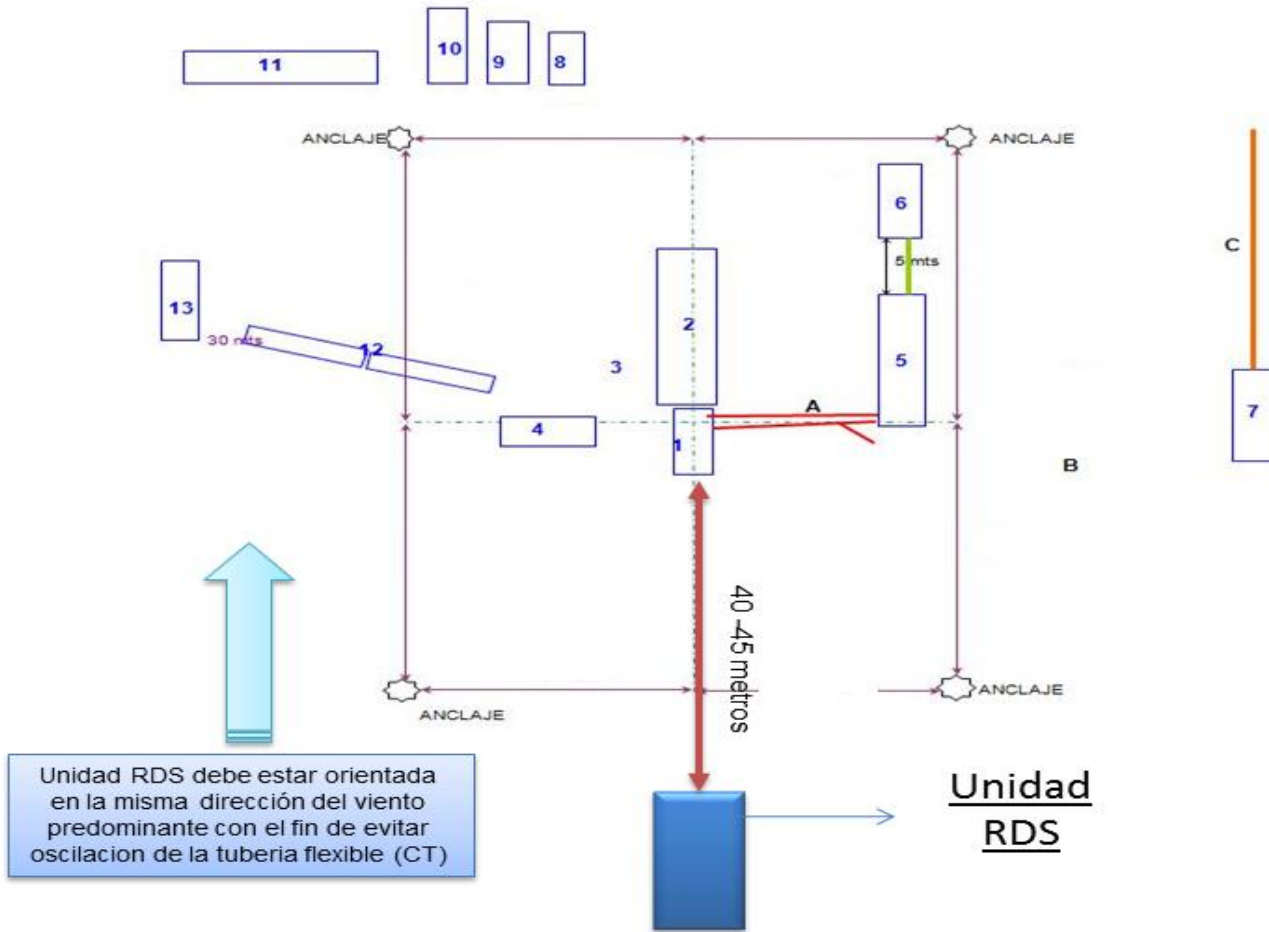 11
10
9
8
ANCLAJE
ANCLAJE
6
5 mts
C
13
30 mts
12
2
3
5
7
A
4
1
B
40 -45 metros
ANCLAJE
ANCLAJE
Unidad RDS debe estar orientada
en la misma dirección del viento
predominante con el fin de evitar
oscilacion de la tuberia flexible (CT)
Unidad
RDS